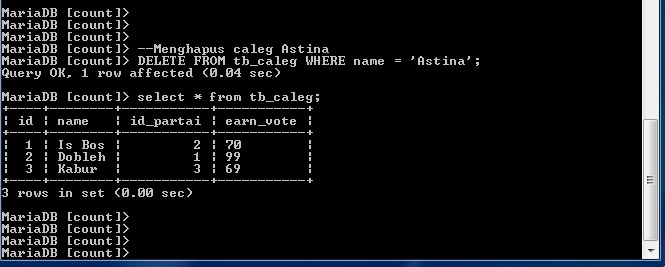 MariaDB [count]>
MariaDB [count]>
MariaDB [count]>
MariaDB [count]> --Menghapus caleg Astina
MariaDB [count]> DELETE FROM tb_caleg WHERE name = 'Astina';
Query OK, 1 row affected (0.04 sec)
MariaDB [count]> select * from tb_caleg;
+----+--------+-----------+-----------+
| id | name   | id_partai | earn_vote |
+----+--------+-----------+-----------+
|  1 | Is Bos |         2 | 70        |
|  2 | Dobleh |         1 | 99        |
|  3 | Kabur  |         3 | 69        |
+----+--------+-----------+-----------+
3 rows in set (0.00 sec)
MariaDB [count]>
MariaDB [count]>
MariaDB [count]>
MariaDB [count]>